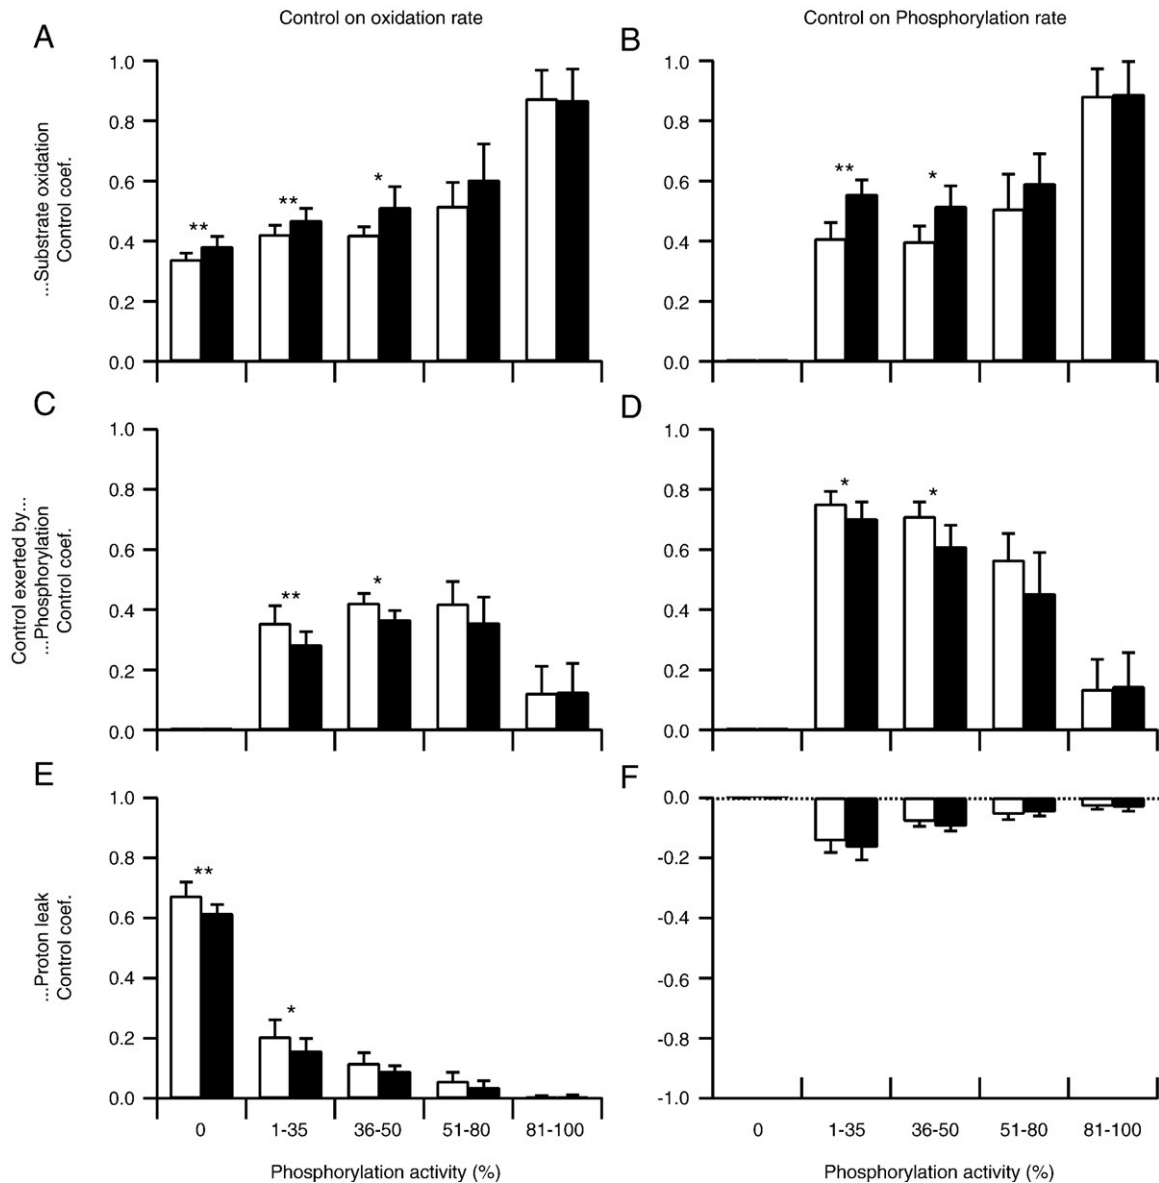 Control on oxidation rate
Control on Phosphorylation rate
A
1.0
0.8
0.6
0.4
0.2
0.0
**
**
*
B
1.0
0.8
0.6
0.4
0.2
0.0
**
*
...Substrate oxidation
Control coef.
C
1.0
0.8
0.6
0.4
0.2
0.0
**
*
D
1.0
0.8
0.6
0.4
0.2
0.0
*
*
Control exerted by...
...Phosphorylation
Control coef.
E
1.0
0.8
0.6
0.4
0.2
0.0
**
*
F
0.0
-0.2
-0.4
-0.6
-0.8
-1.0
...Proton leak
Control coef.
0 1-35 36-50 51-80 81-100
0 1-35 36-50 51-80 81-100
Phosphorylation activity (%)
Phosphorylation activity (%)